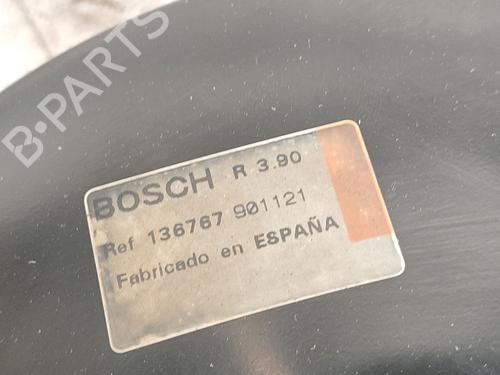 B-PARTS
BOSCH R 3.90
Ref 136767 901121
Fabricado en ESPAÑA